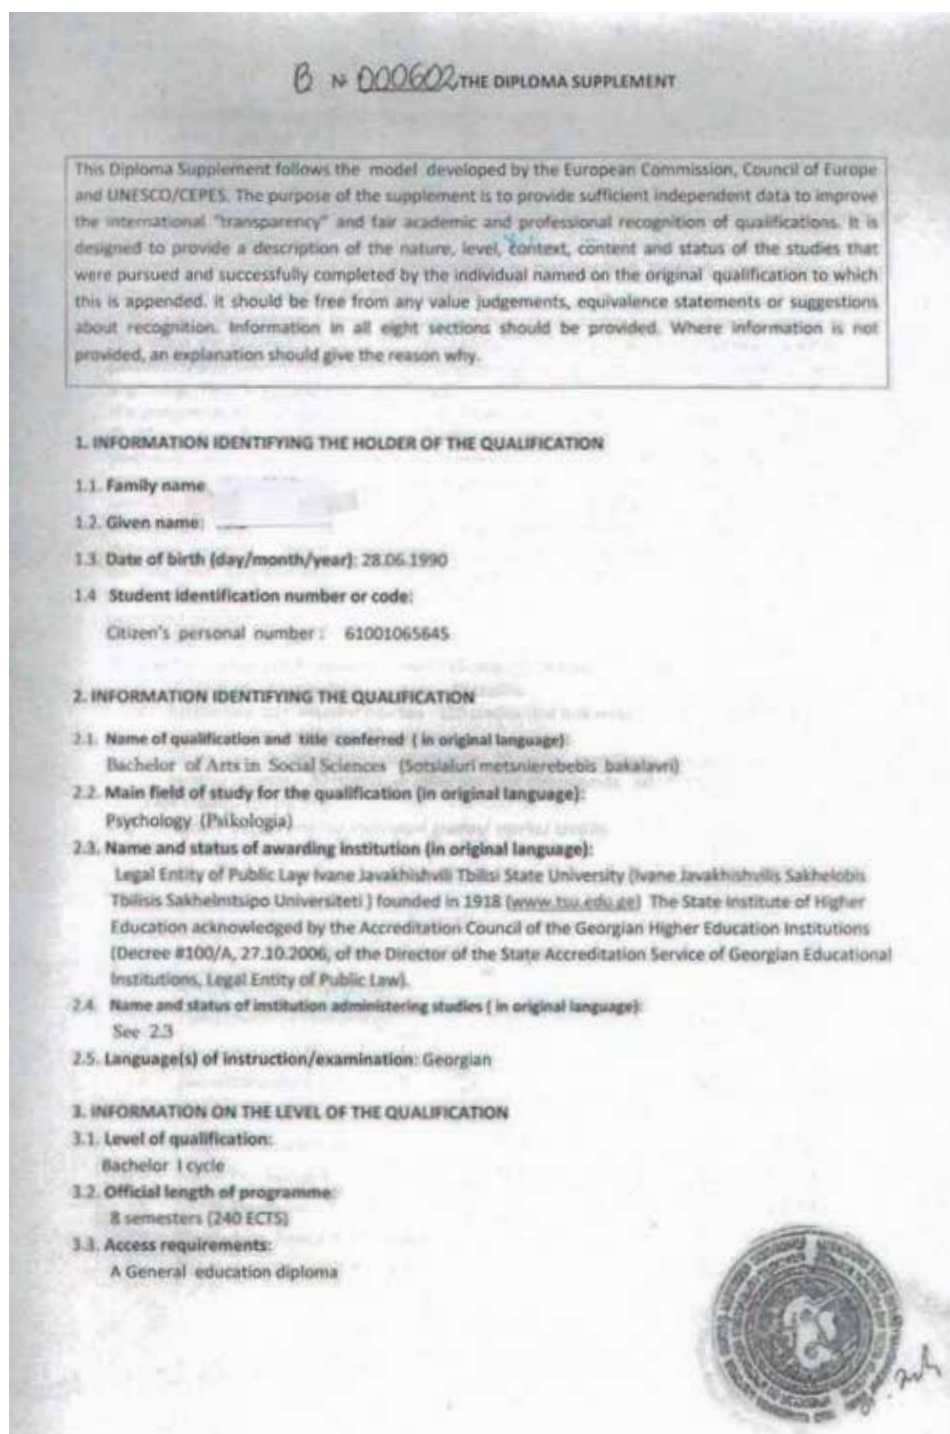 B № 000602 THE DIPLOMA SUPPLEMENT
This Diploma Supplement follows the model developed by the European Commission, Council of Europe
and UNESCO/CEPES. The purpose of the supplement is to provide sufficient independent data to improve
the international "transparency" and fair academic and professional recognition of qualifications. It is
designed to provide a description of the nature, level, context, content and status of the studies that
were pursued and successfully completed by the individual named on the original qualification to which
this is appended. It should be free from any value judgements, equivalence statements or suggestions
about recognition. Information in all eight sections should be provided. Where information is not
provided, an explanation should give the reason why.
1. INFORMATION IDENTIFYING THE HOLDER OF THE QUALIFICATION
1.1. Family name
1.2. Given name:
1.3. Date of birth (day/month/year): 28.06.1990
1.4 Student identification number or code:
Citizen's personal number : 61001065645
2. INFORMATION IDENTIFYING THE QUALIFICATION
2.1. Name of qualification and title conferred ( in original language):
Bachelor of Arts in Social Sciences (Sotsialuri metsnierebebis bakalavri)
2.2. Main field of study for the qualification (in original language):
Psychology (Psikologia)
2.3. Name and status of awarding institution (in original language):
Legal Entity of Public Law Ivane Javakhishvili Tbilisi State University (Ivane Javakhishvilis Sakhelobis
Tbilisis Sakhelmtsipo Universiteti ) founded in 1918 (www.tsu.edu.ge) The State Institute of Higher
Education acknowledged by the Accreditation Council of the Georgian Higher Education Institutions
(Decree #100/A, 27.10.2006, of the Director of the State Accreditation Service of Georgian Educational
Institutions, Legal Entity of Public Law).
2.4. Name and status of institution administering studies ( in original language):
See 2.3
2.5. Language(s) of instruction/examination: Georgian
3. INFORMATION ON THE LEVEL OF THE QUALIFICATION
3.1. Level of qualification:
Bachelor I cycle
3.2. Official length of programme:
8 semesters (240 ECTS)
3.3. Access requirements:
A General education diploma